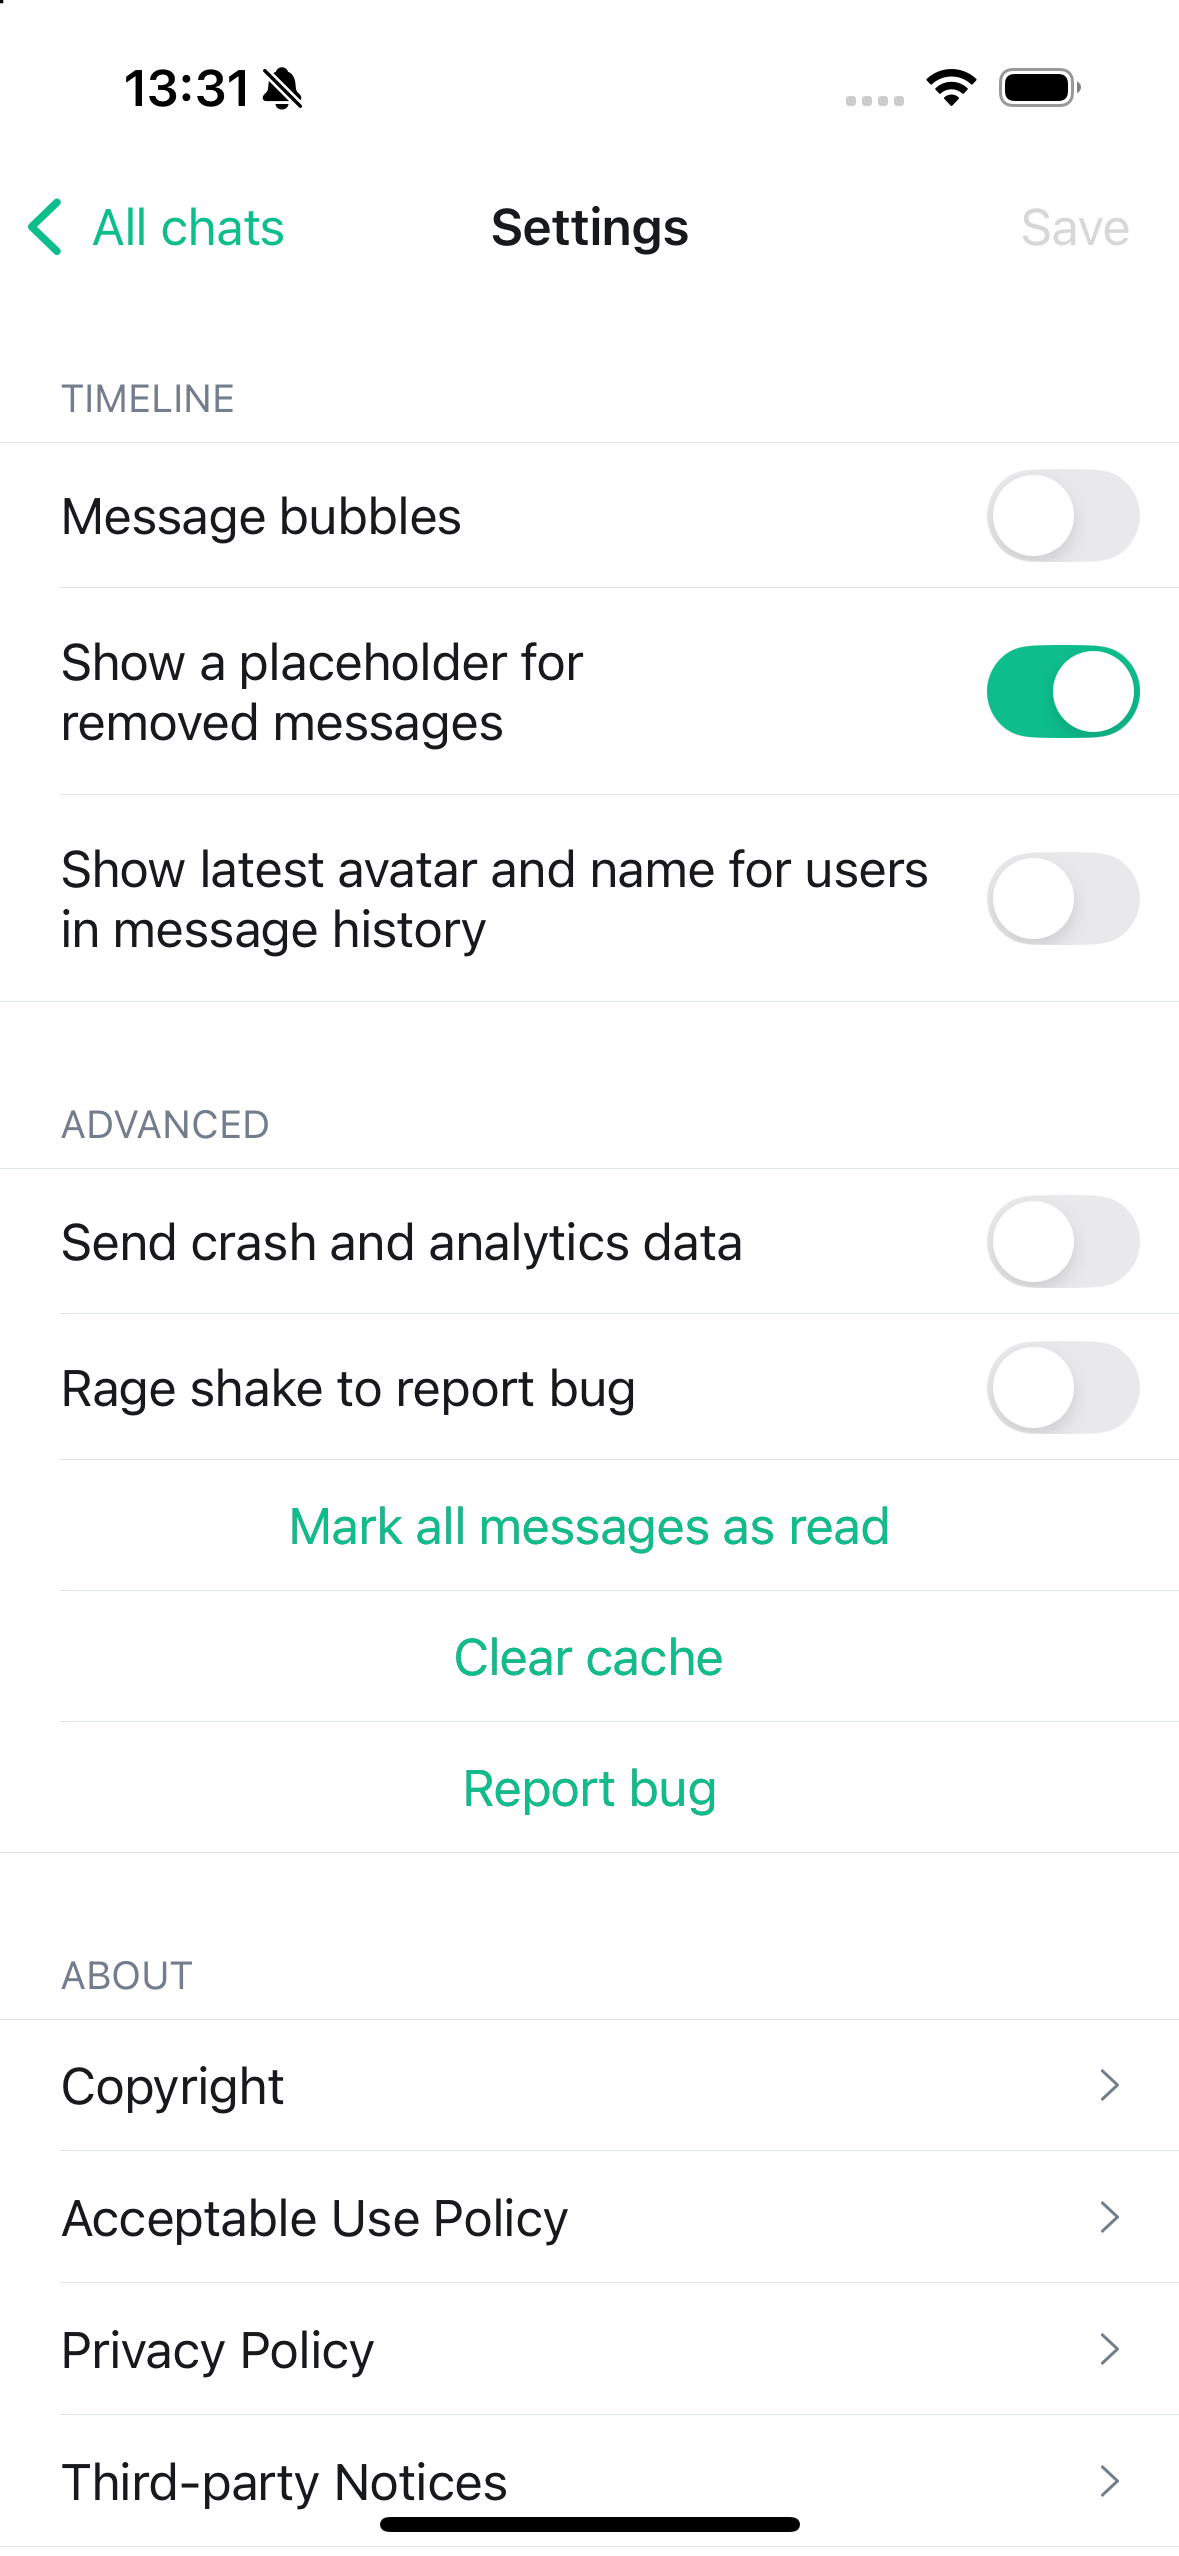 13:31
All chats
Settings
Save
TIMELINE
Message bubbles
Show a placeholder for
removed messages
Show latest avatar and name for users
in message history
ADVANCED
Send crash and analytics data
Rage shake to report bug
Mark all messages as read
Clear cache
Report bug
ABOUT
Copyright
Acceptable Use Policy
Privacy Policy
Third-party Notices